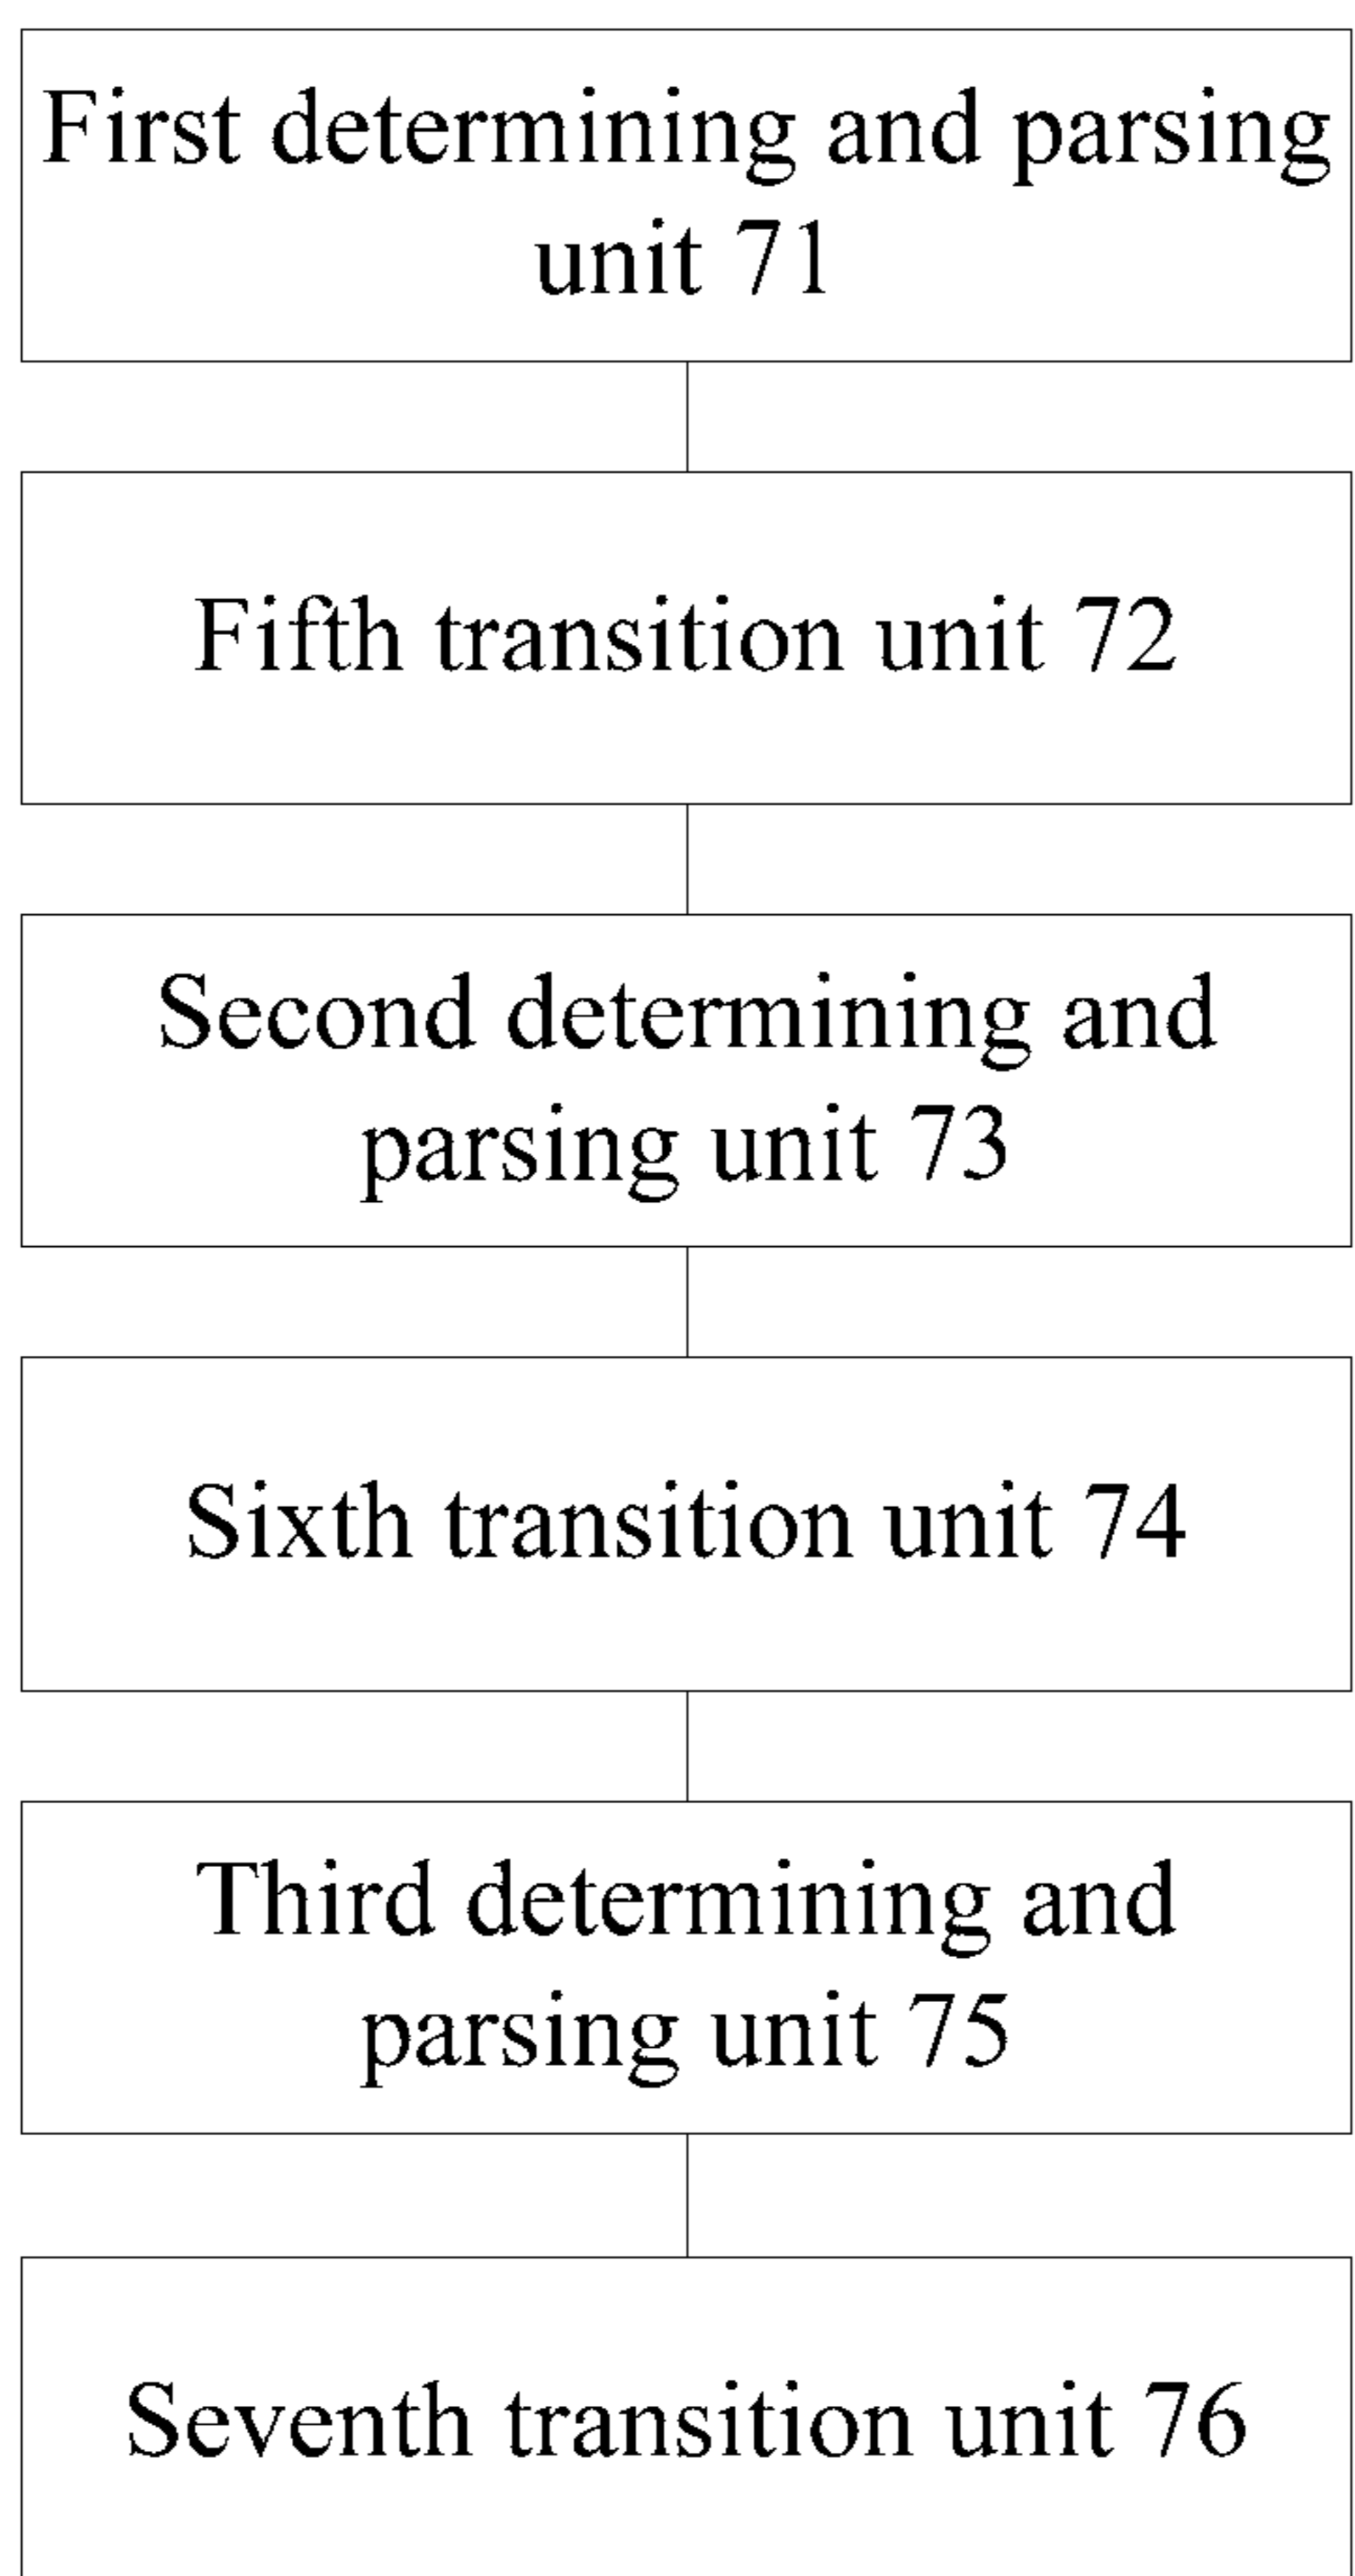 First determining and parsing
unit 71
Fifth transition unit 72
Second determining and
parsing unit 73
Sixth transition unit 74
Third determining and
parsing unit 75
Seventh transition unit 76